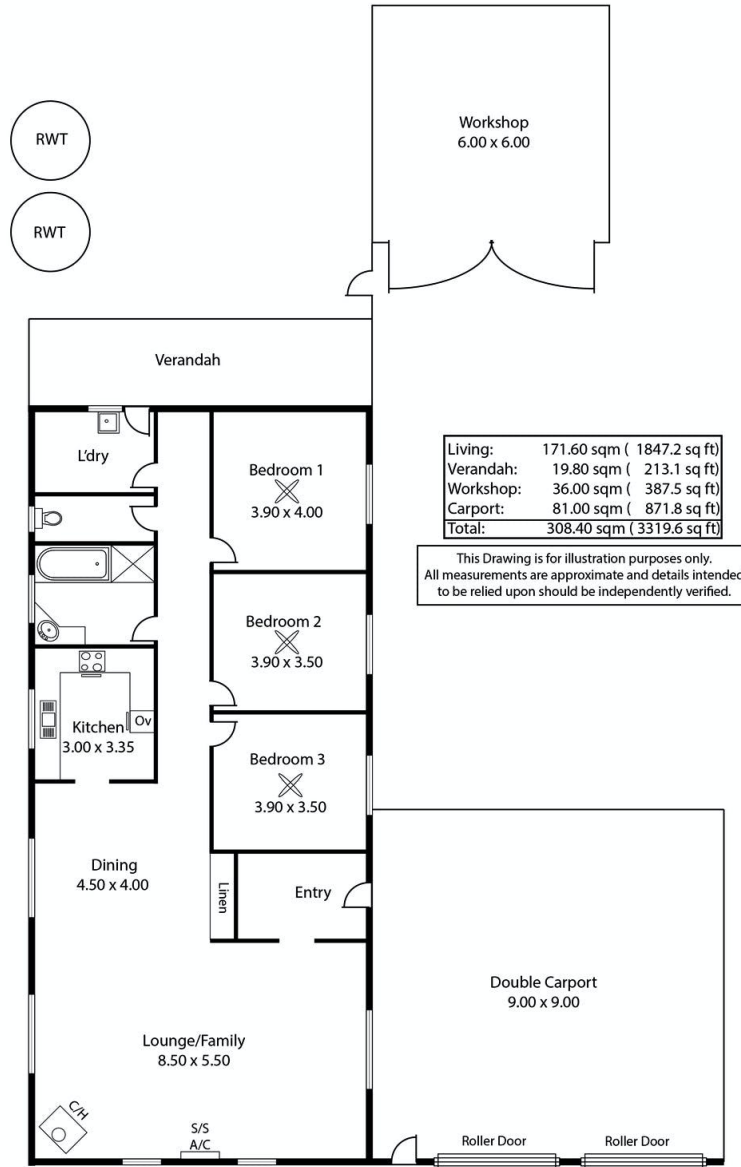 Workshop
6.00 x 6.00
RWT
RWT
Verandah
L'dry
Bedroom 1
3.90 x 4.00
Living: 171.60 sqm ( 1847.2 sq ft)
Verandah: 19.80 sqm ( 213.1 sq ft)
Workshop: 36.00 sqm ( 387.5 sq ft)
Carport: 81.00 sqm ( 871.8 sq ft)
Total: 308.40 sqm ( 3319.6 sq ft)
This Drawing is for illustration purposes only.
All measurements are approximate and details intended
to be relied upon should be independently verified.
Bedroom 2
3.90 x 3.50
Kitchen
3.00 x 3.35
Ov
Bedroom 3
3.90 x 3.50
Dining
4.50 x 4.00
Linen
Entry
Double Carport
9.00 x 9.00
Lounge/Family
8.50 x 5.50
C/H
S/S
A/C
Roller Door
Roller Door